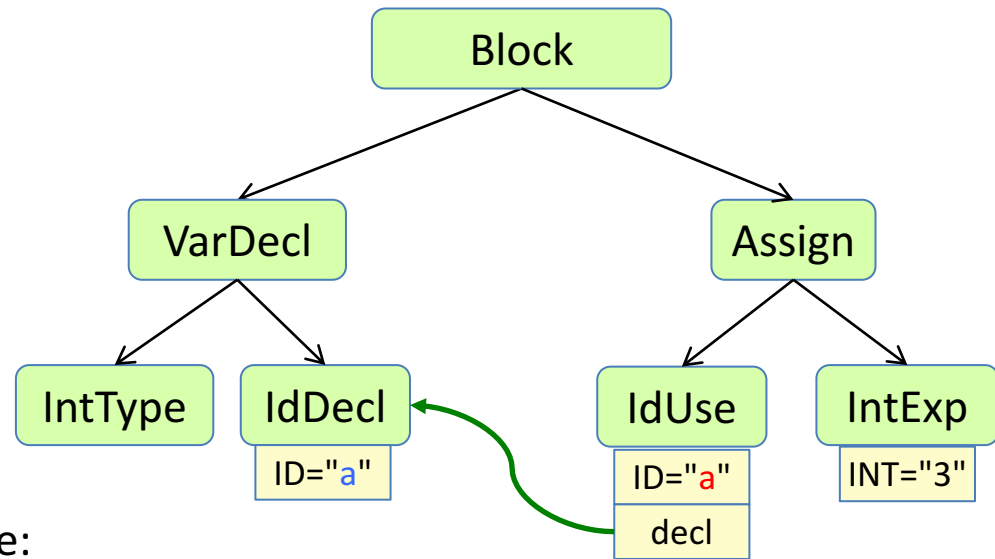 Block
VarDecl
Assign
IntType
IdDecl
IdUse
IntExp
ID="a"
ID="a"
INT="3"
decl
e: